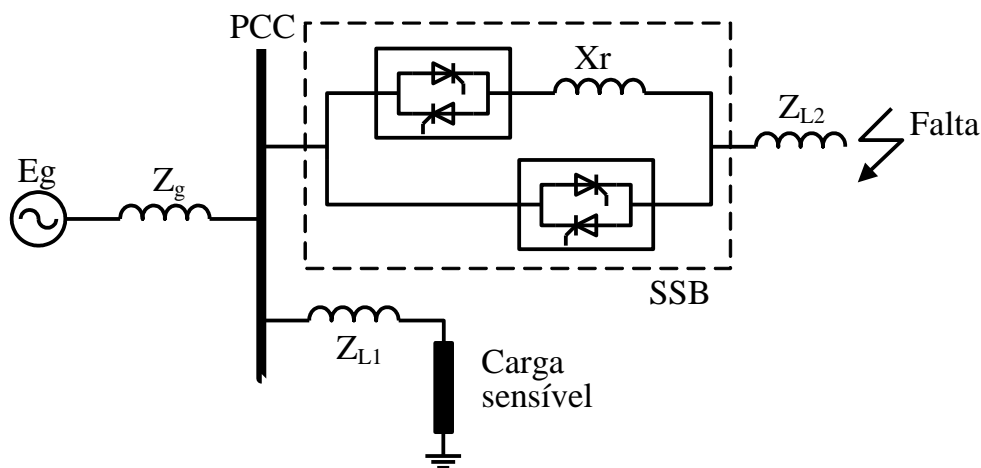 PCC
Xr
Z_L2
Falta
Eg
Z_g
SSB
Z_L1
Carga
sensível